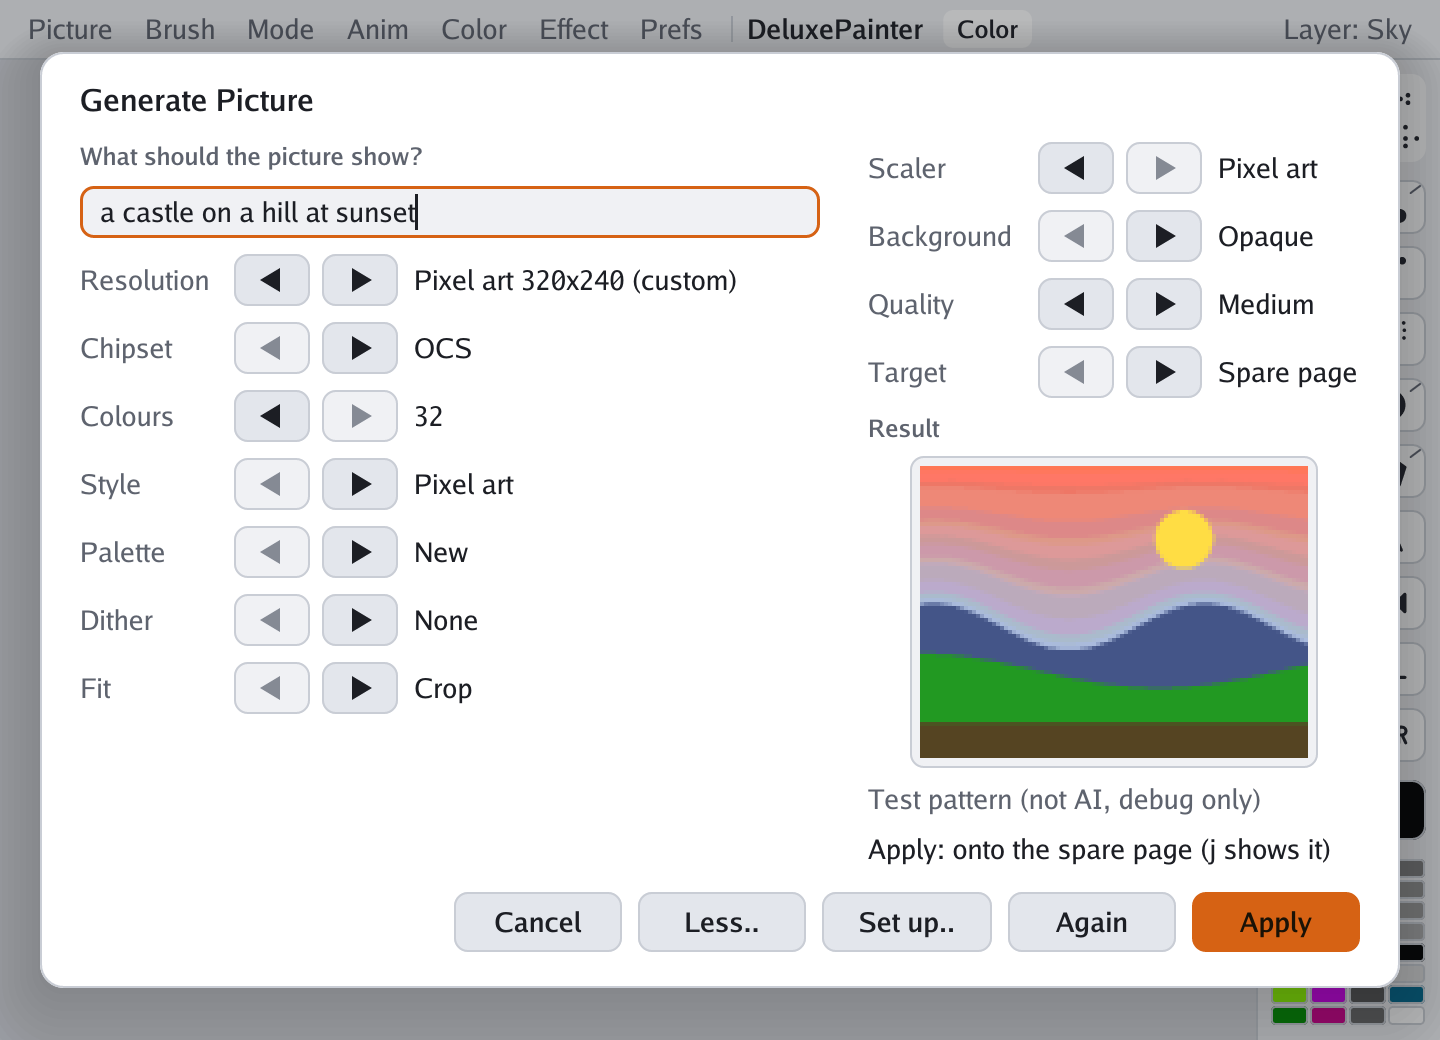 Picture Brush Mode Anim Color Effect Prefs DeluxePainter Color Layer: Sky
Generate Picture
What should the picture show?
a castle on a hill at sunset
Resolution Pixel art 320x240 (custom)
Chipset OCS
Colours 32
Style Pixel art
Palette New
Dither None
Fit Crop
Scaler Pixel art
Background Opaque
Quality Medium
Target Spare page
Result
Test pattern (not AI, debug only)
Apply: onto the spare page (j shows it)
Cancel Less.. Set up.. Again Apply